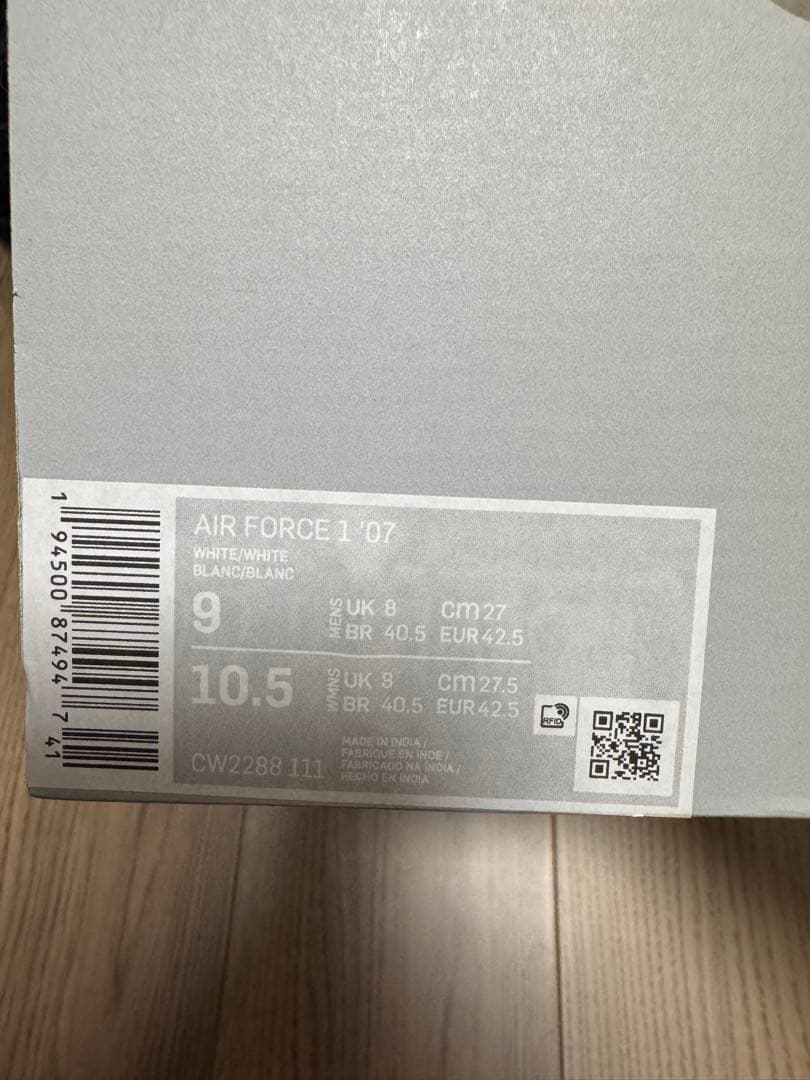 AIR FORCE 1 '07
WHITE/WHITE
BLANC/BLANC
9 MENS UK 8 cm 27
BR 40.5 EUR 42.5
10.5 WMNS UK 8 cm 27.5
BR 40.5 EUR 42.5
CW2288 111
MADE IN INDIA /
FABRIQUE EN INDE /
FABRICADO NA INDIA /
HECHO EN INDIA
RFID
1 94500 87494 7 41